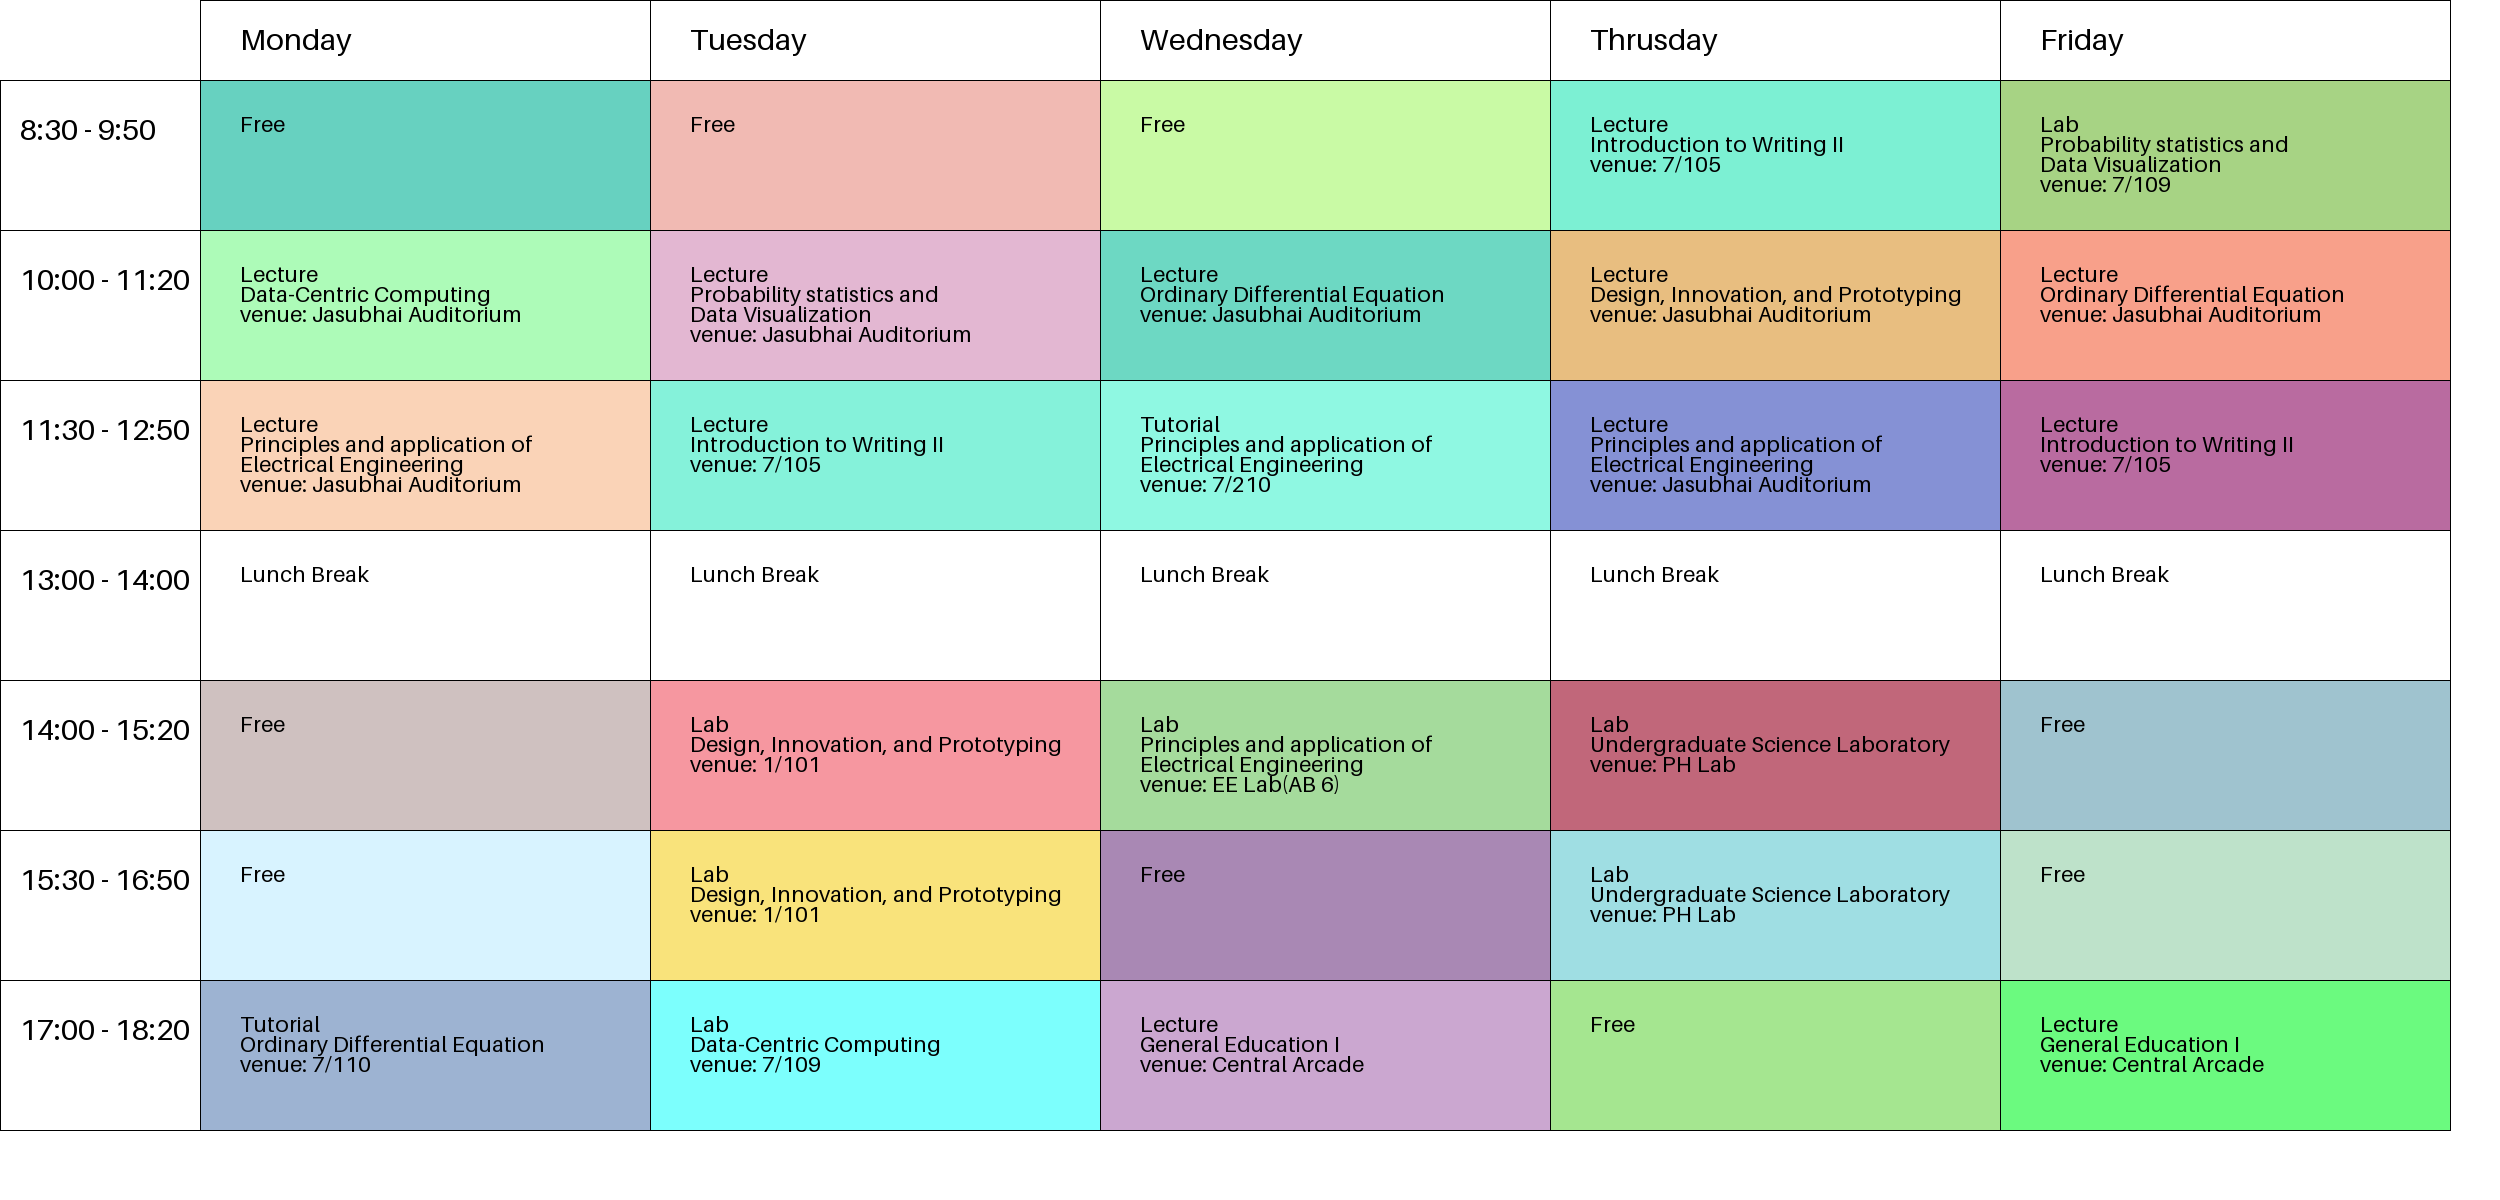 Monday
Tuesday
Wednesday
Thrusday
Friday
8:30 - 9:50
Free
Free
Free
Lecture
Introduction to Writing II
venue: 7/105
Lab
Probability statistics and
Data Visualization
venue: 7/109
10:00 - 11:20
Lecture
Data-Centric Computing
venue: Jasubhai Auditorium
Lecture
Probability statistics and
Data Visualization
venue: Jasubhai Auditorium
Lecture
Ordinary Differential Equation
venue: Jasubhai Auditorium
Lecture
Design, Innovation, and Prototyping
venue: Jasubhai Auditorium
Lecture
Ordinary Differential Equation
venue: Jasubhai Auditorium
11:30 - 12:50
Lecture
Principles and application of
Electrical Engineering
venue: Jasubhai Auditorium
Lecture
Introduction to Writing II
venue: 7/105
Tutorial
Principles and application of
Electrical Engineering
venue: 7/210
Lecture
Principles and application of
Electrical Engineering
venue: Jasubhai Auditorium
Lecture
Introduction to Writing II
venue: 7/105
13:00 - 14:00
Lunch Break
Lunch Break
Lunch Break
Lunch Break
Lunch Break
14:00 - 15:20
Free
Lab
Design, Innovation, and Prototyping
venue: 1/101
Lab
Principles and application of
Electrical Engineering
venue: EE Lab(AB 6)
Lab
Undergraduate Science Laboratory
venue: PH Lab
Free
15:30 - 16:50
Free
Lab
Design, Innovation, and Prototyping
venue: 1/101
Free
Lab
Undergraduate Science Laboratory
venue: PH Lab
Free
17:00 - 18:20
Tutorial
Ordinary Differential Equation
venue: 7/110
Lab
Data-Centric Computing
venue: 7/109
Lecture
General Education I
venue: Central Arcade
Free
Lecture
General Education I
venue: Central Arcade